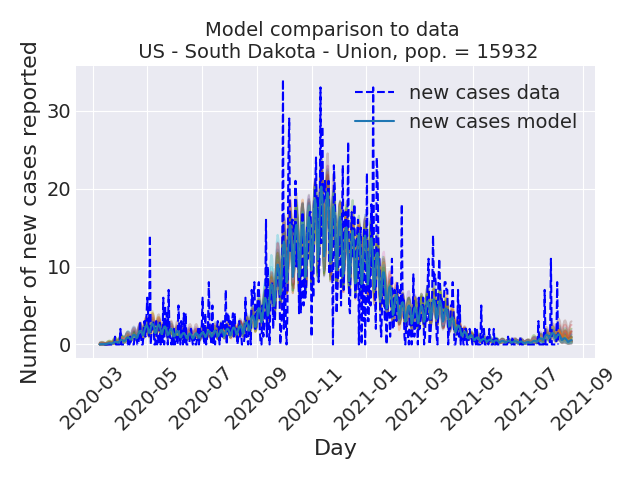 Model comparison to data
US - South Dakota - Union, pop. = 15932
Number of new cases reported
30
20
10
0
new cases data
new cases model
2020-03
2020-05
2020-07
2020-09
2020-11
2021-01
2021-03
2021-05
2021-07
2021-09
Day